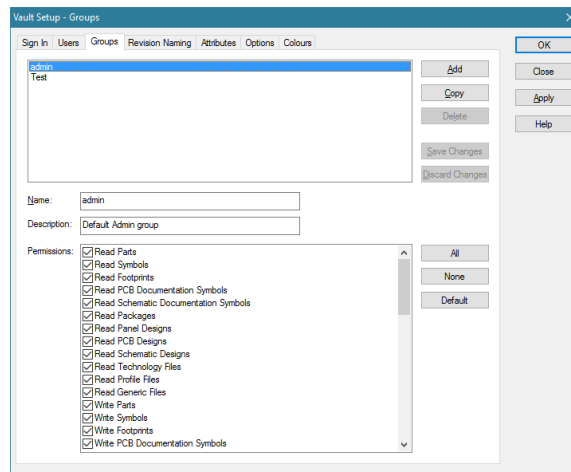 Vault Setup - Groups
Sign In Users Groups Revision Naming Attributes Options Colours
admin
Test
Add
Copy
Delete
Save Changes
Discard Changes
OK
Close
Apply
Help
Name: admin
Description: Default Admin group
Permissions:
Read Parts
Read Symbols
Read Footprints
Read PCB Documentation Symbols
Read Schematic Documentation Symbols
Read Packages
Read Panel Designs
Read PCB Designs
Read Schematic Designs
Read Technology Files
Read Profile Files
Read Generic Files
Write Parts
Write Symbols
Write Footprints
Write PCB Documentation Symbols
All
None
Default